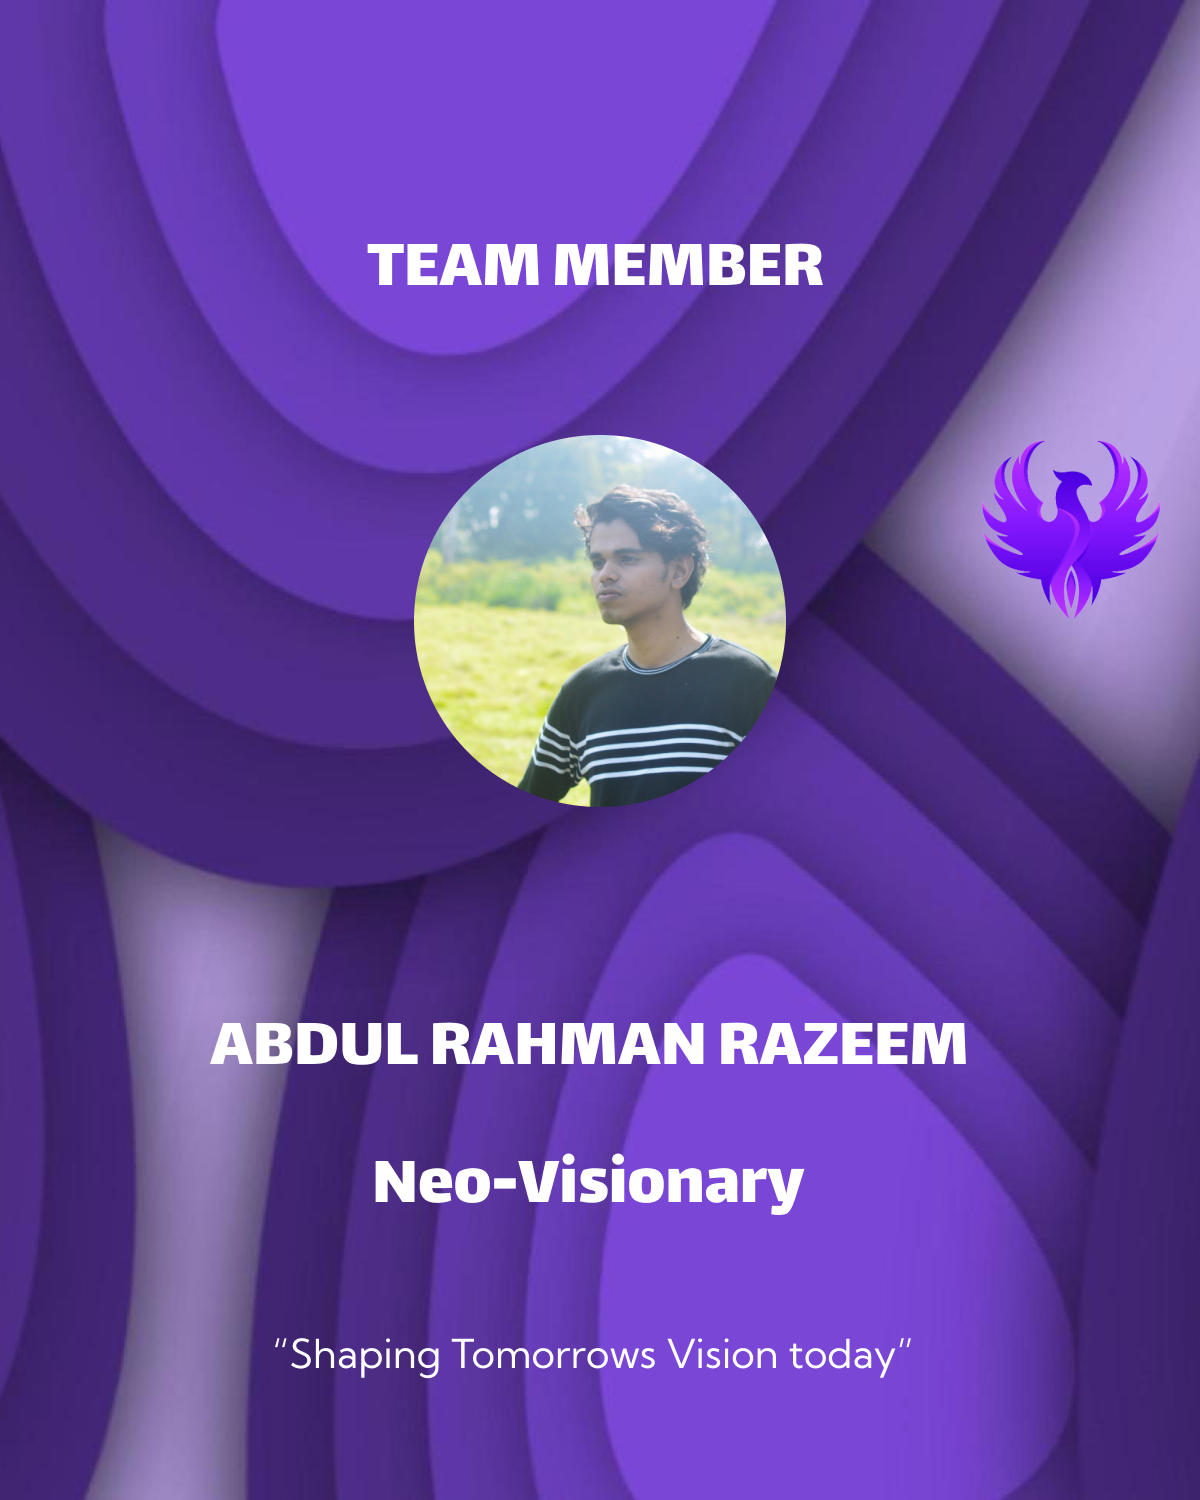 TEAM MEMBER
ABDUL RAHMAN RAZEEM
Neo-Visionary
“Shaping Tomorrows Vision today”